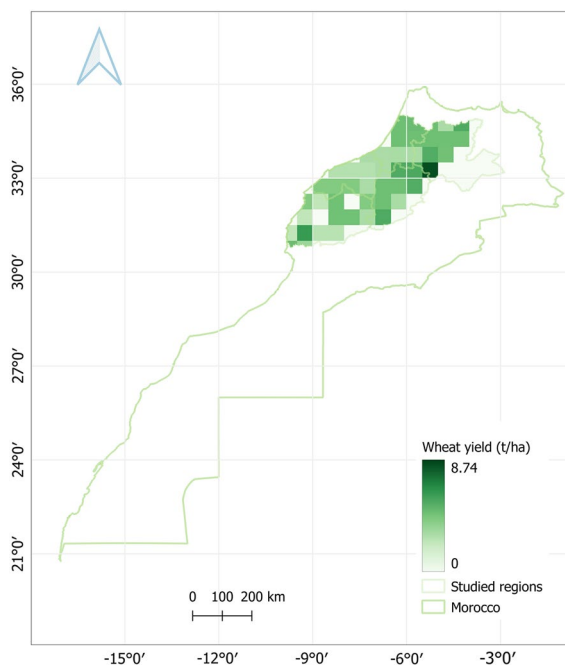 36°0′
33°0′
30°0′
27°0′
24°0′
21°0′
Wheat yield (t/ha)
8.74
0
Studied regions
Morocco
0 100 200 km
-15°0′ -12°0′ -9°0′ -6°0′ -3°0′